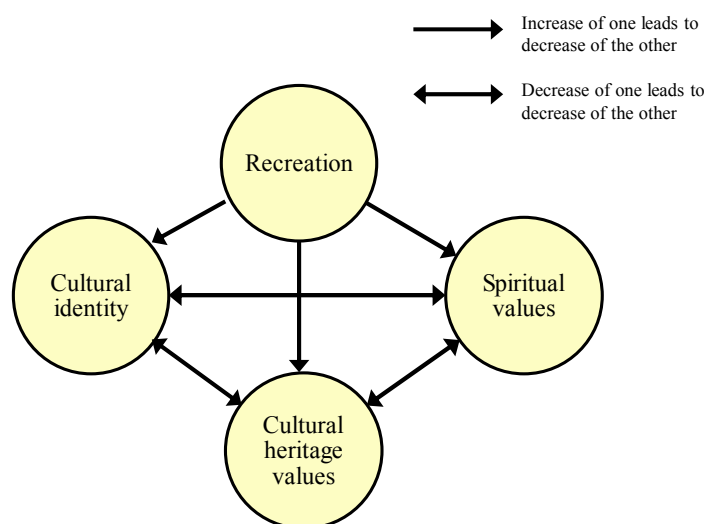 Increase of one leads to
decrease of the other
Decrease of one leads to
decrease of the other
Recreation
Cultural
identity
Spiritual
values
Cultural
heritage
values